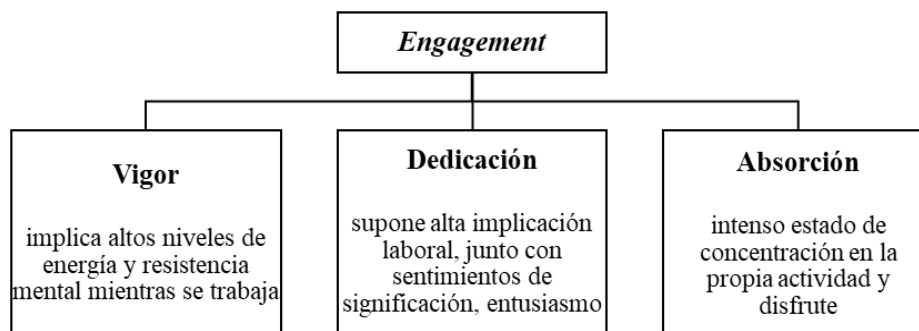 Engagement
Vigor
implica altos niveles de
energía y resistencia
mental mientras se trabaja
Dedicación
supone alta implicación
laboral, junto con
sentimientos de
significación, entusiasmo
Absorción
intenso estado de
concentración en la
propia actividad y
disfrute